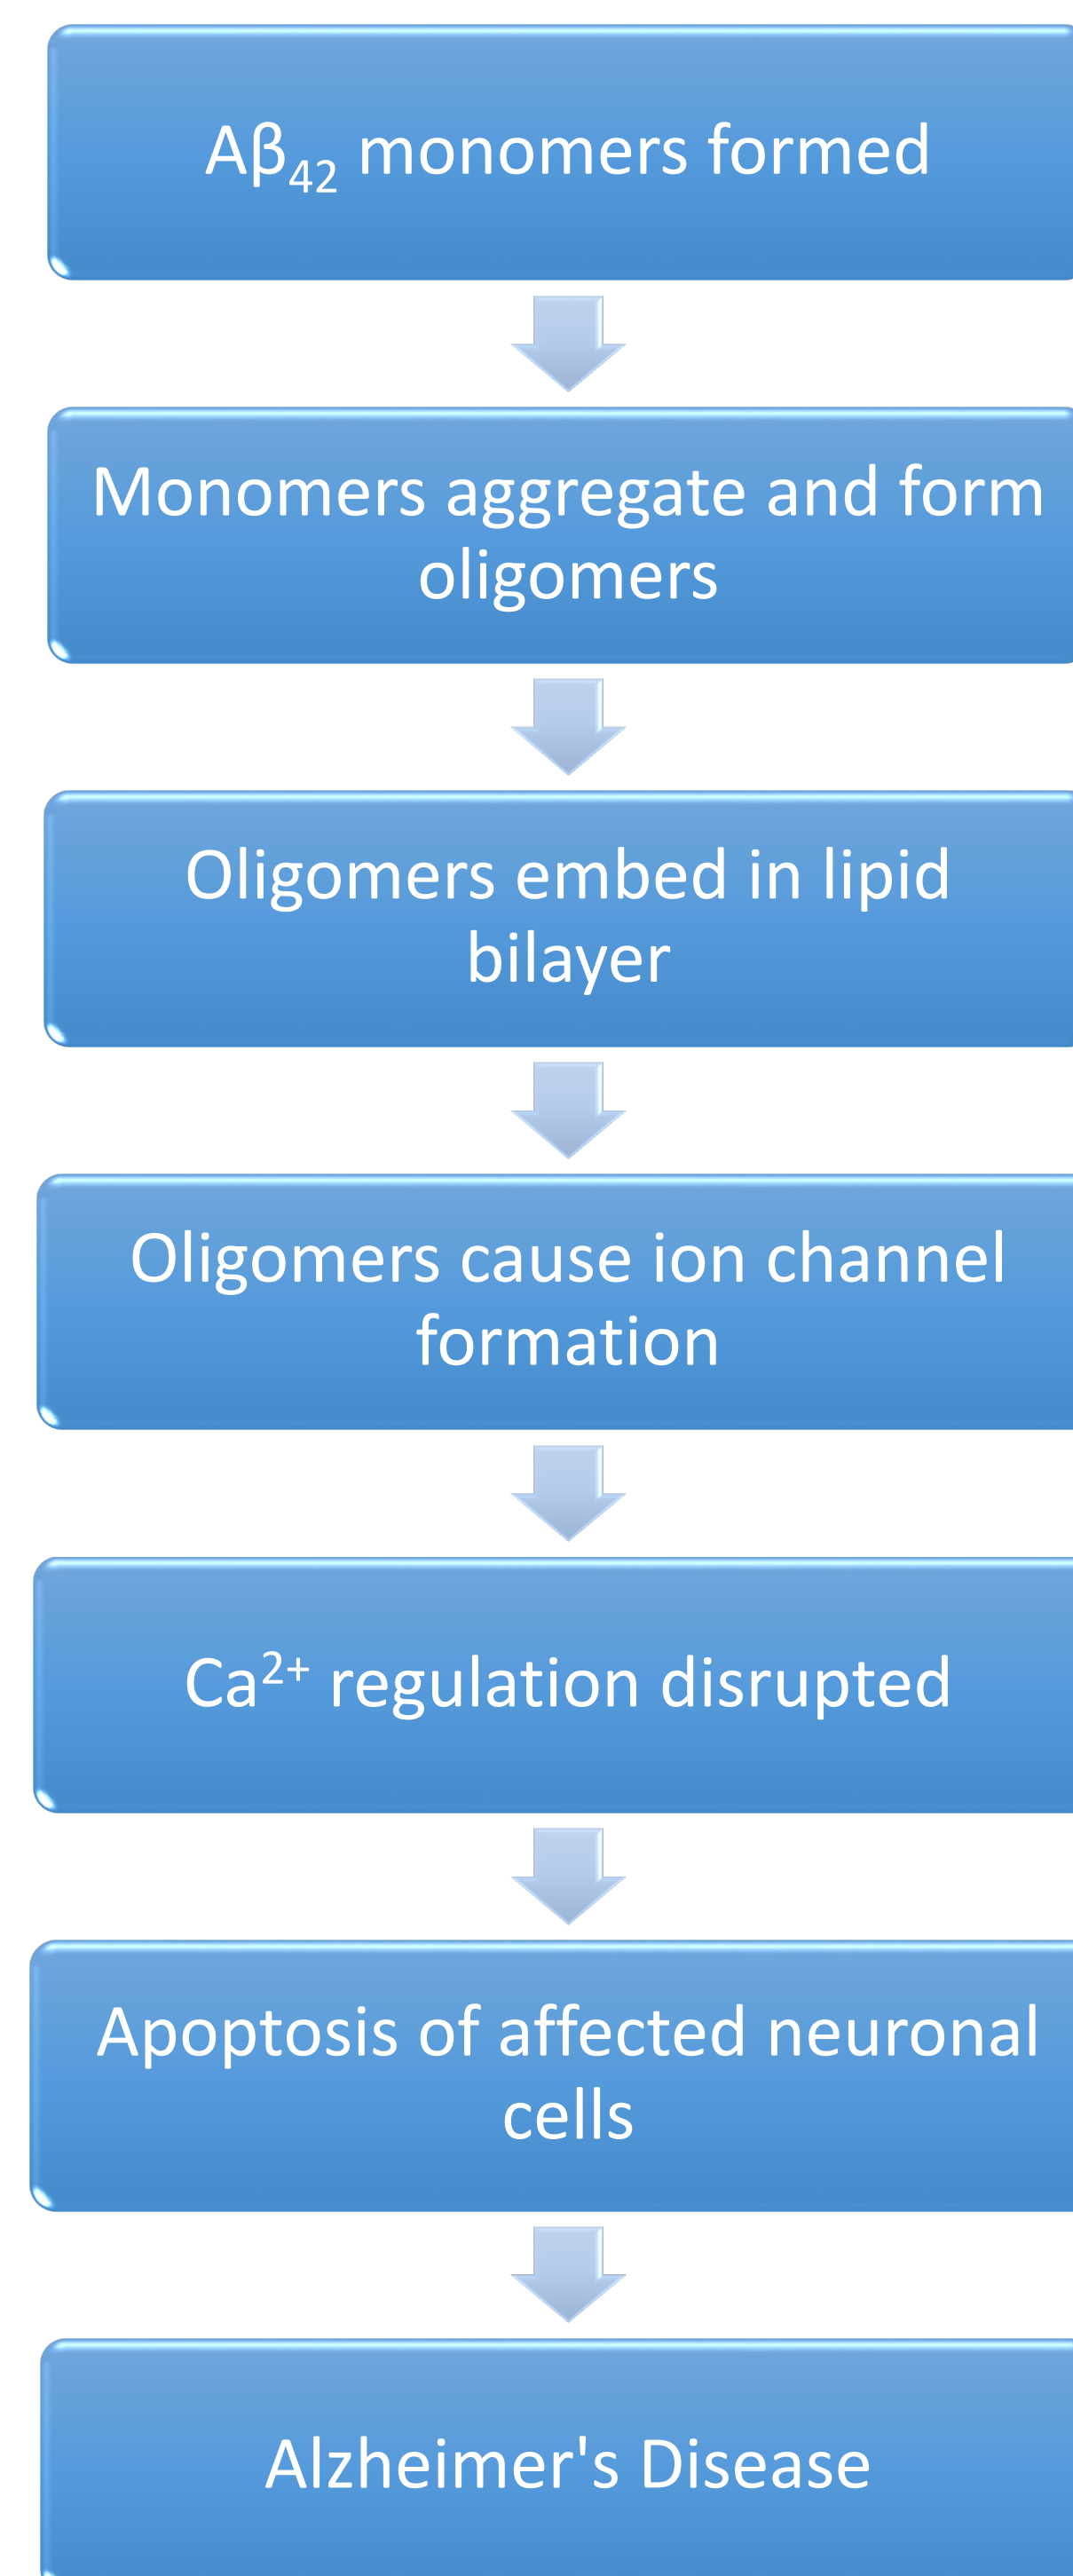 Aβ₄₂ monomers formed
Monomers aggregate and form
oligomers
Oligomers embed in lipid
bilayer
Oligomers cause ion channel
formation
Ca²⁺ regulation disrupted
Apoptosis of affected neuronal
cells
Alzheimer's Disease